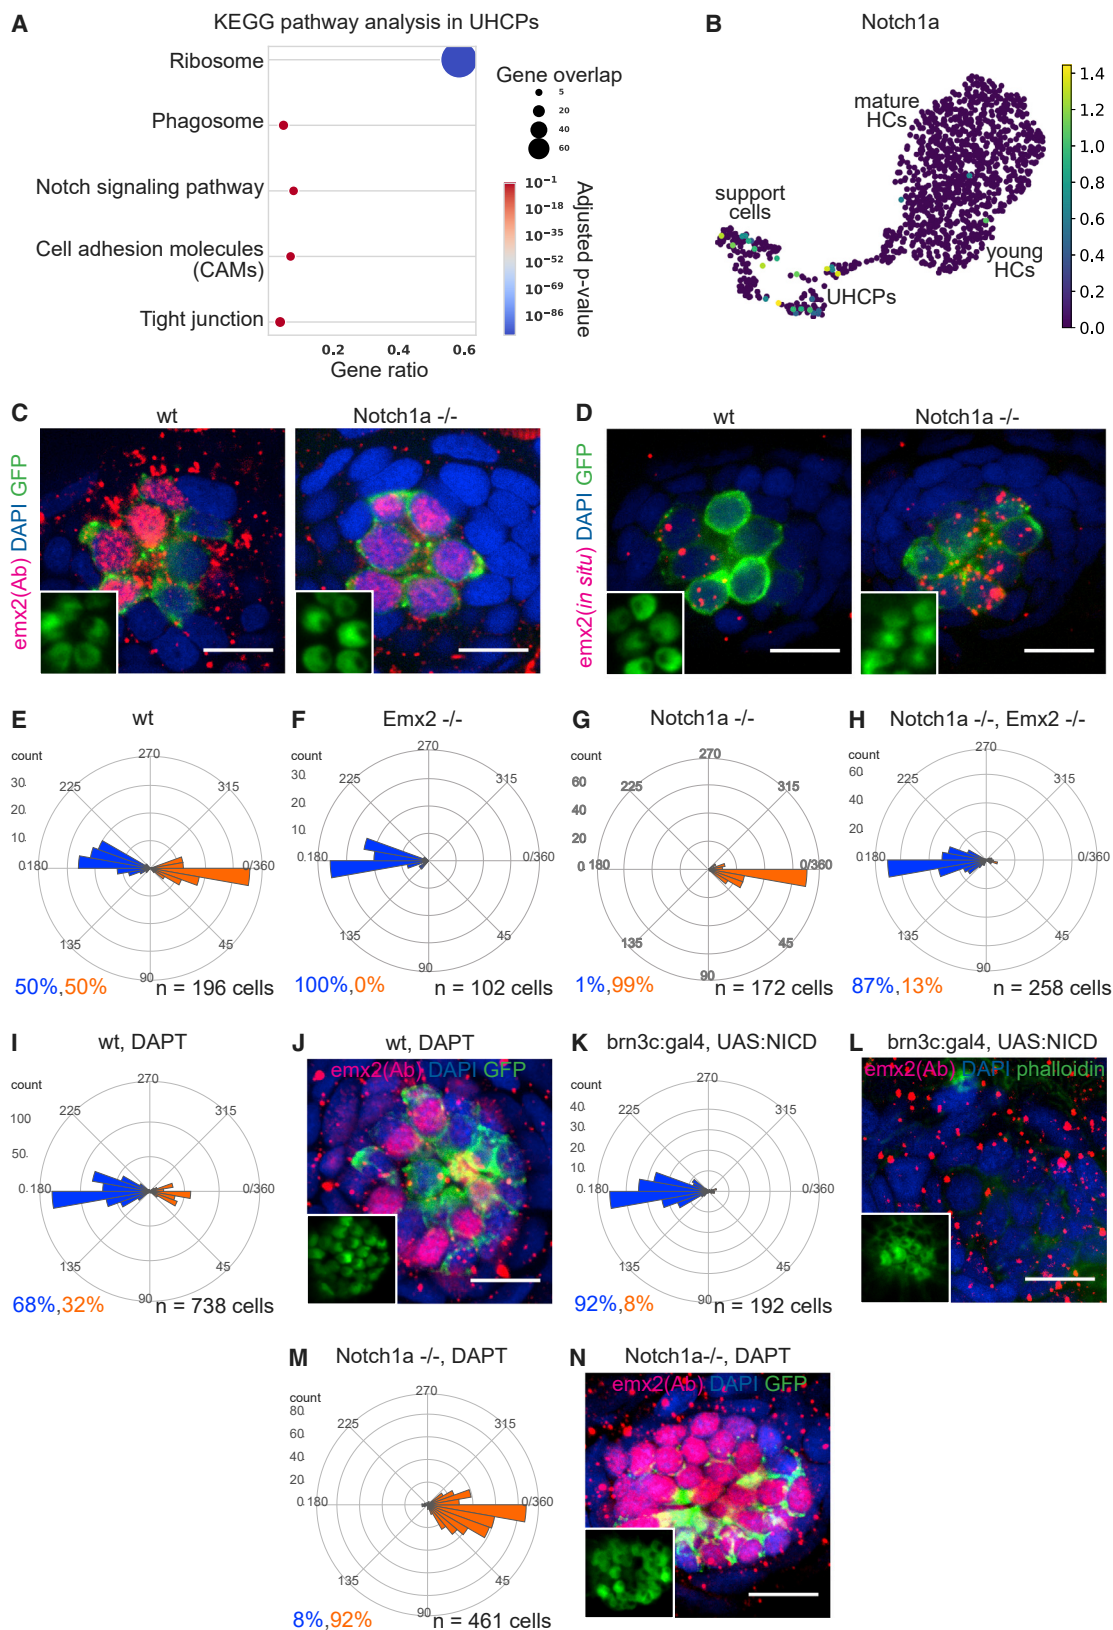 A
KEGG pathway analysis in UHCPs
Ribosome
Phagosome
Notch signaling pathway
Cell adhesion molecules
(CAMs)
Tight junction
0.2 0.4 0.6
Gene ratio
Gene overlap
5
20
40
60
10⁻¹
10⁻¹⁸
10⁻³⁵
10⁻⁵²
10⁻⁶⁹
10⁻⁸⁶
Adjusted p-value
B
Notch1a
mature
HCs
support
cells
young
HCs
UHCPs
1.4
1.2
1.0
0.8
0.6
0.4
0.2
0.0
C
wt
Notch1a -/-
emx2(Ab) DAPI GFP
D
wt
Notch1a -/-
emx2(in situ) DAPI GFP
E
wt
count
30
20
10
0
270
225
315
180
0/360
135
45
90
50%,50%
n = 196 cells
F
Emx2 -/-
count
30
20
10
0
270
225
315
180
0/360
135
45
90
100%,0%
n = 102 cells
G
Notch1a -/-
count
60
40
20
0
270
225
315
180
0/360
135
45
90
1%,99%
n = 172 cells
H
Notch1a -/-, Emx2 -/-
count
60
40
20
0
270
225
315
180
0/360
135
45
90
87%,13%
n = 258 cells
I
wt, DAPT
count
100
50
0
270
225
315
180
0/360
135
45
90
68%,32%
n = 738 cells
J
wt, DAPT
emx2(Ab) DAPI GFP
K
brn3c:gal4, UAS:NICD
count
40
30
20
10
0
270
225
315
180
0/360
135
45
90
92%,8%
n = 192 cells
L
brn3c:gal4, UAS:NICD
emx2(Ab) DAPI phalloidin
M
Notch1a -/-, DAPT
count
80
60
40
20
0
270
225
315
180
0/360
135
45
90
8%,92%
n = 461 cells
N
Notch1a-/-, DAPT
emx2(Ab) DAPI GFP